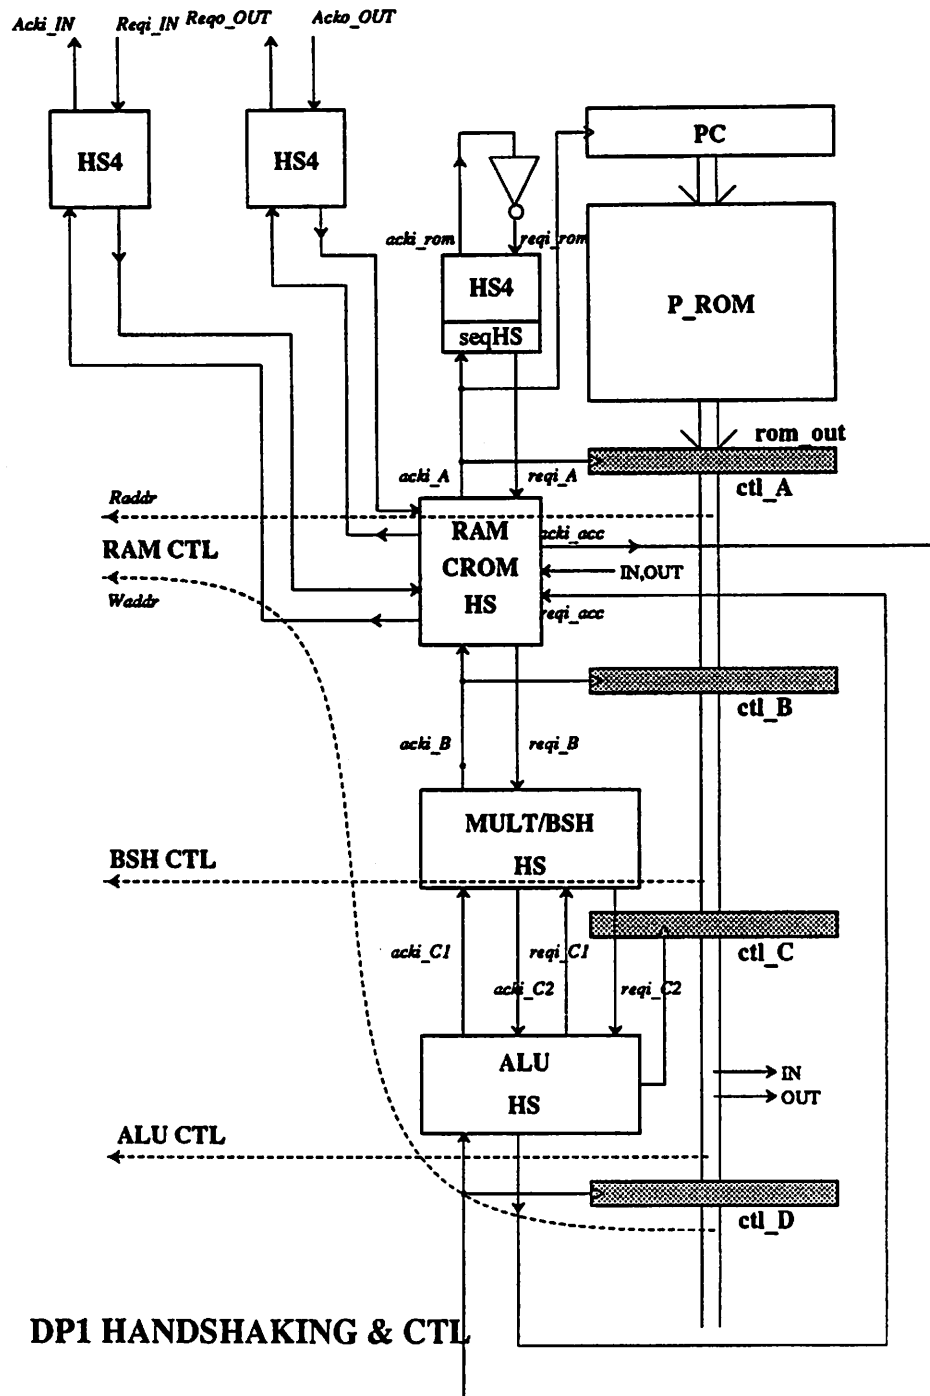 Acki_IN Reqi_IN Reqo_OUT Acko_OUT
HS4
HS4
PC
acki_rom
reqi_rom
HS4
seqHS
P_ROM
rom_out
ctl_A
acki_A
reqi_A
Raddr
RAM CTL
Waddr
RAM
CROM
HS
acki_acc
IN,OUT
reqi_acc
ctl_B
acki_B
reqi_B
MULT/BSH
HS
BSH CTL
ctl_C
acki_C1
reqi_C1
acki_C2
reqi_C2
ALU
HS
IN
OUT
ALU CTL
ctl_D
DP1 HANDSHAKING & CTL